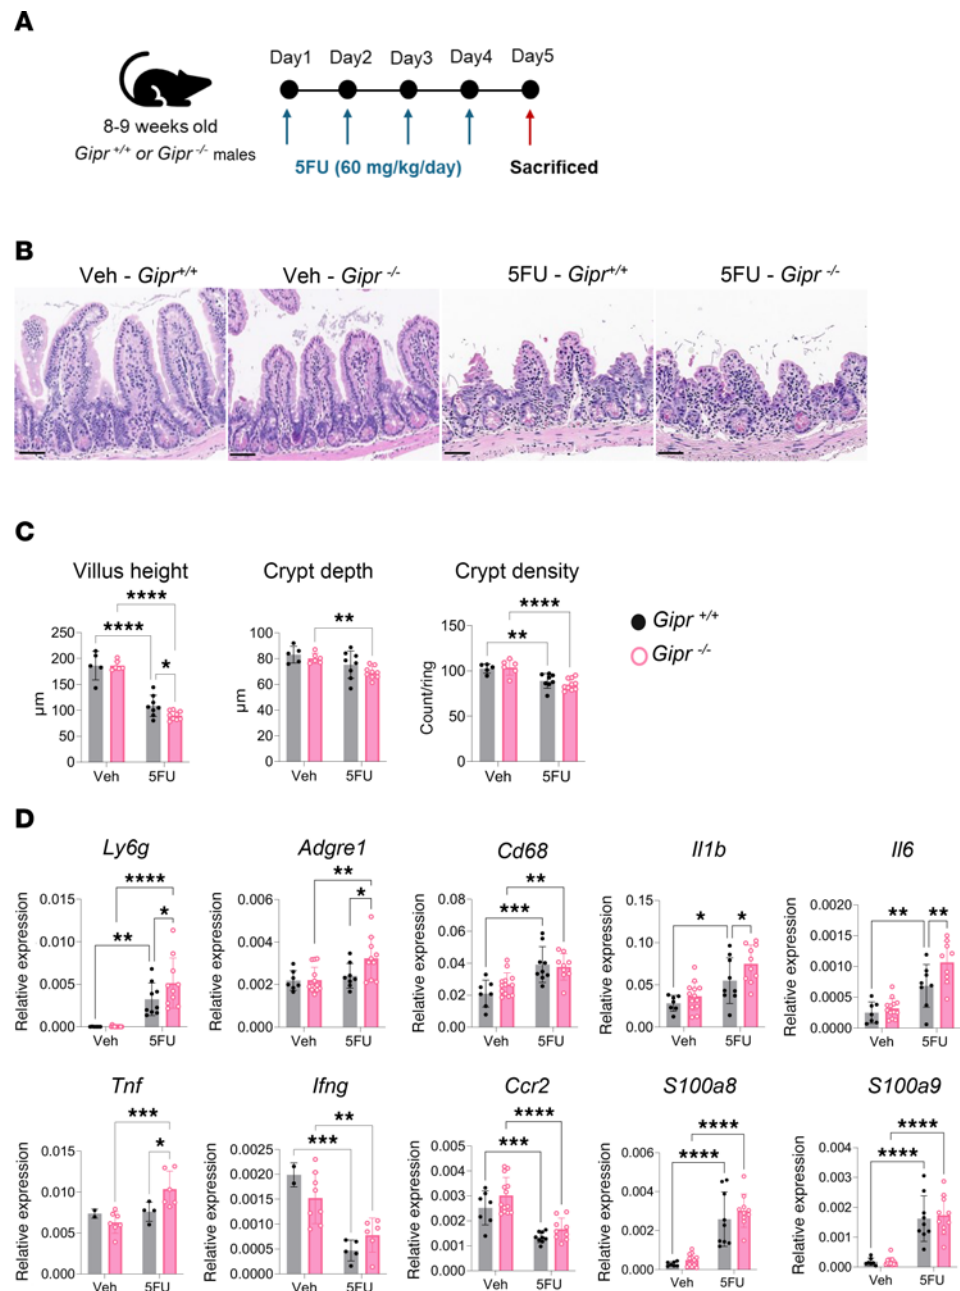 A
Day1 Day2 Day3 Day4 Day5
8-9 weeks old
Gipr +/+ or Gipr -/- males
5FU (60 mg/kg/day)
Sacrificed
B
Veh - Gipr+/+
Veh - Gipr -/-
5FU - Gipr+/+
5FU - Gipr -/-
C
Villus height
****
****
*
250
200
150
100
50
0
μm
Veh 5FU
Crypt depth
**
100
80
60
40
20
0
μm
Veh 5FU
Crypt density
****
**
150
100
50
0
Count/ring
Veh 5FU
Gipr +/+
Gipr -/-
D
Ly6g
****
*
**
0.015
0.010
0.005
0.000
Relative expression
Veh 5FU
Adgre1
**
*
0.006
0.004
0.002
0.000
Relative expression
Veh 5FU
Cd68
**
***
0.08
0.06
0.04
0.02
0.00
Relative expression
Veh 5FU
Il1b
* *
0.15
0.10
0.05
0.00
Relative expression
Veh 5FU
Il6
** **
0.0020
0.0015
0.0010
0.0005
0.0000
Relative expression
Veh 5FU
Tnf
***
*
0.015
0.010
0.005
0.000
Relative expression
Veh 5FU
Ifng
**
***
0.0025
0.0020
0.0015
0.0010
0.0005
0.0000
Relative expression
Veh 5FU
Ccr2
****
***
0.005
0.004
0.003
0.002
0.001
0.000
Relative expression
Veh 5FU
S100a8
****
****
0.006
0.004
0.002
0.000
Relative expression
Veh 5FU
S100a9
****
****
0.004
0.003
0.002
0.001
0.000
Relative expression
Veh 5FU